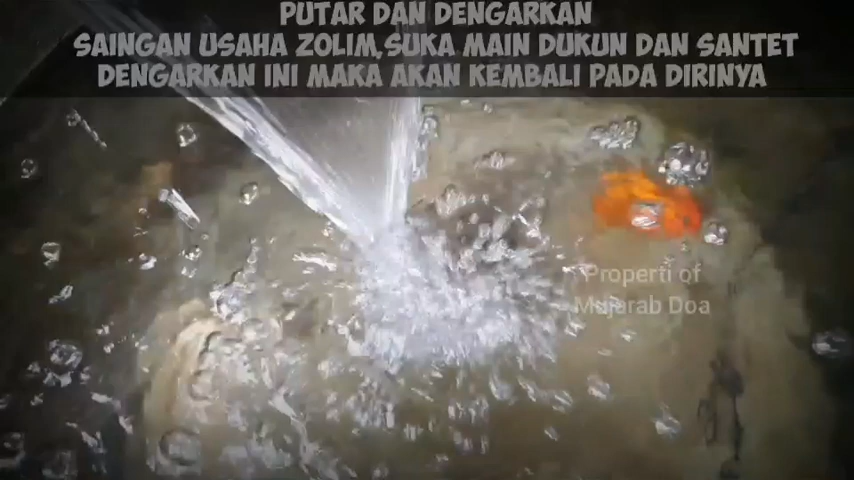 PUTAR DAN DENGARKAN
SAINGAN USAHA ZOLIM,SUKA MAIN DUKUN DAN SANTET
DENGARKAN INI MAKA AKAN KEMBALI PADA DIRINYA
Properti of
Mujarab Doa